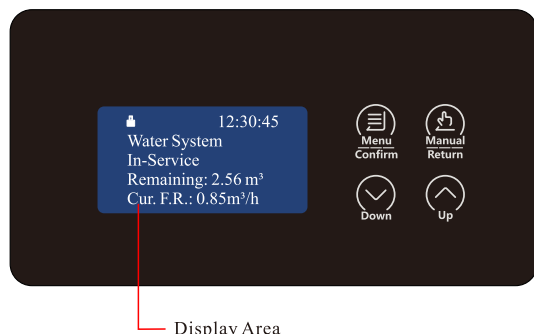 12:30:45
Water System
In-Service
Remaining: 2.56 m³
Cur. F.R.: 0.85m³/h
Menu
Confirm
Manual
Return
Down
Up
Display Area